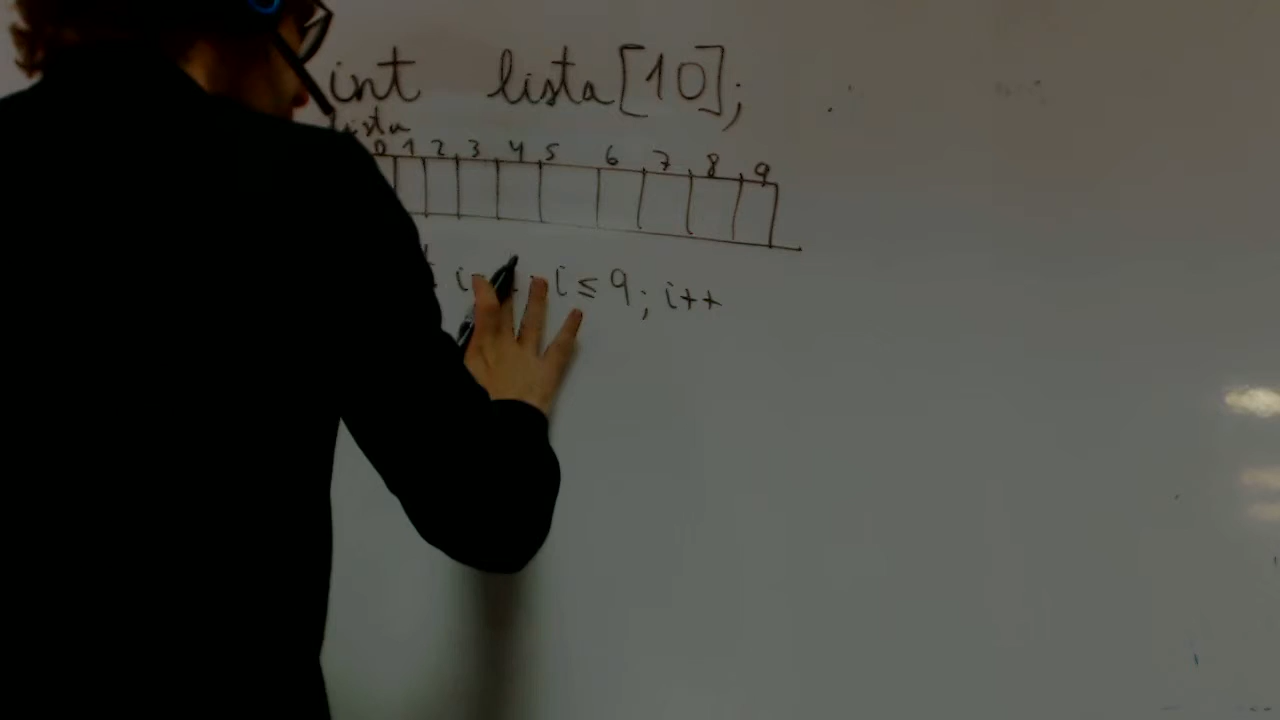 int lista[10];
lista
0 1 2 3 4 5 6 7 8 9
i ≤ 9; i++